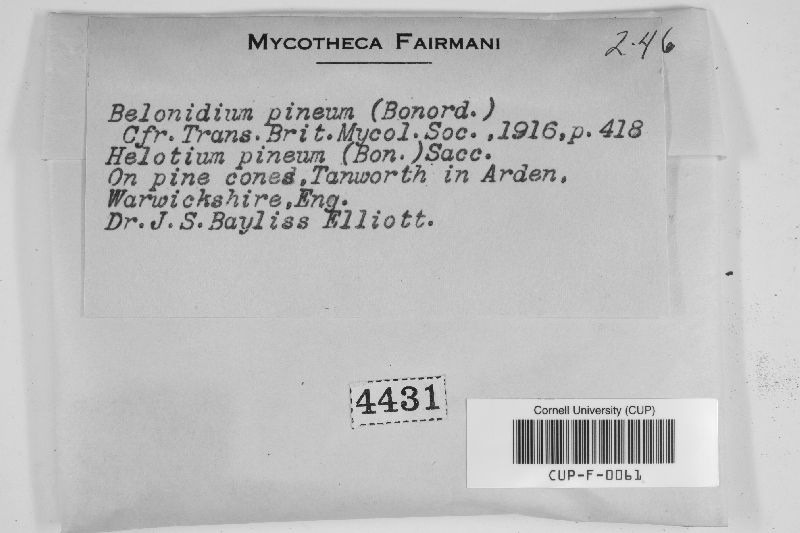 MYCOTHECA FAIRMANI
2-46
Belonidium pineum (Bonord.)
Cfr. Trans. Brit. Mycol. Soc. ,1916, p. 418
Helotium pineum (Bon.) Sacc.
On pine cones, Tanworth in Arden,
Warwickshire, Eng.
Dr. J. S. Bayliss Elliott.
4431
Cornell University (CUP)
CUP-F-0061